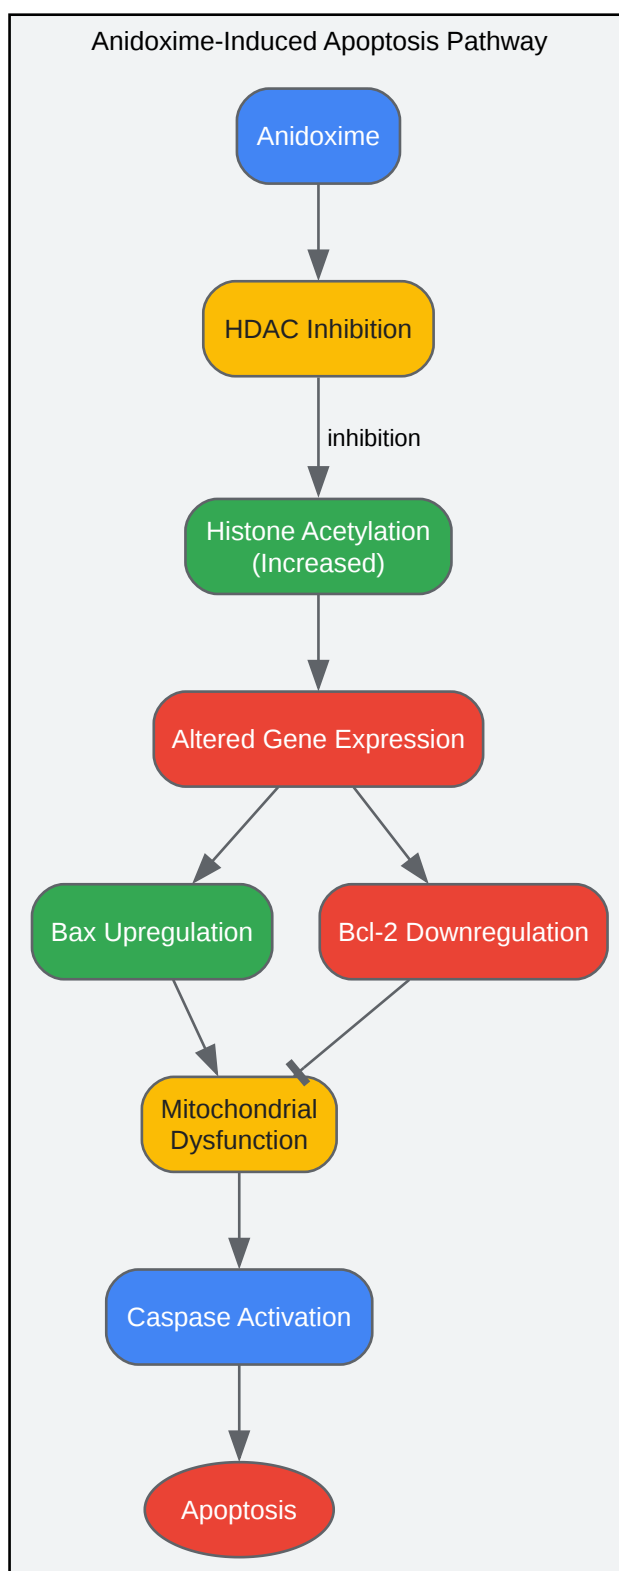 Anidoxime-Induced Apoptosis Pathway
Anidoxime
HDAC Inhibition
inhibition
Histone Acetylation
(Increased)
Altered Gene Expression
Bax Upregulation
Bcl-2 Downregulation
Mitochondrial
Dysfunction
Caspase Activation
Apoptosis